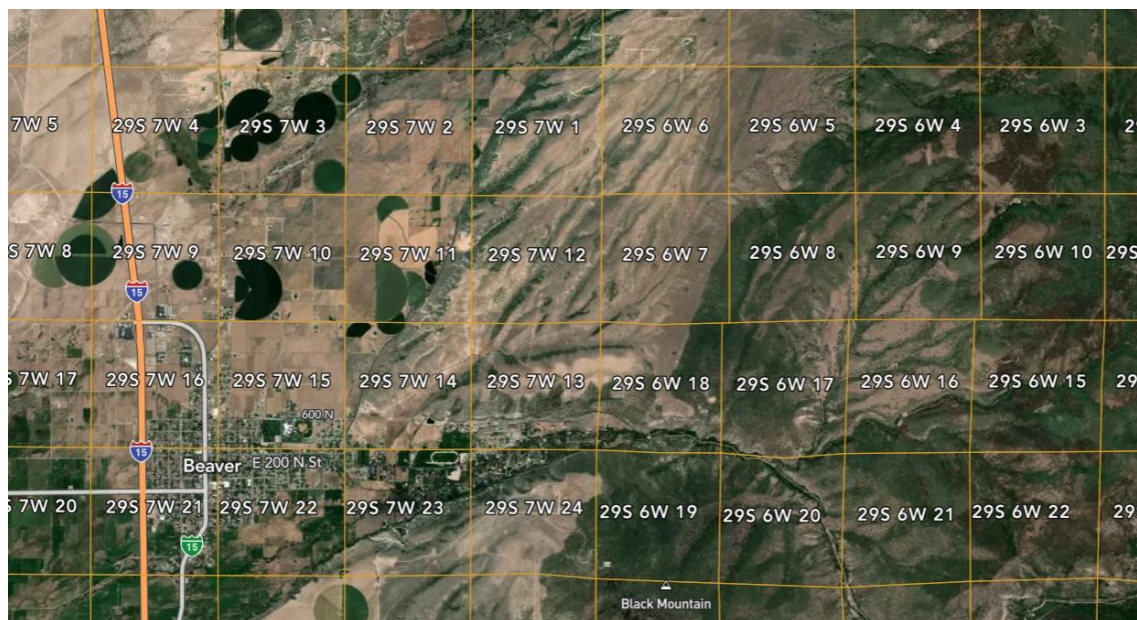 7W 5
29S 7W 4
29S 7W 3
29S 7W 2
29S 7W 1
29S 6W 6
29S 6W 5
29S 6W 4
29S 6W 3
2
15
S 7W 8
29S 7W 9
29S 7W 10
29S 7W 11
29S 7W 12
29S 6W 7
29S 6W 8
29S 6W 9
29S 6W 10
29S
15
S 7W 17
29S 7W 16
29S 7W 15
29S 7W 14
29S 7W 13
29S 6W 18
29S 6W 17
29S 6W 16
29S 6W 15
29
600 N
15
Beaver
E 200 N St
S 7W 20
29S 7W 21
29S 7W 22
29S 7W 23
29S 7W 24
29S 6W 19
29S 6W 20
29S 6W 21
29S 6W 22
29
15
Black Mountain